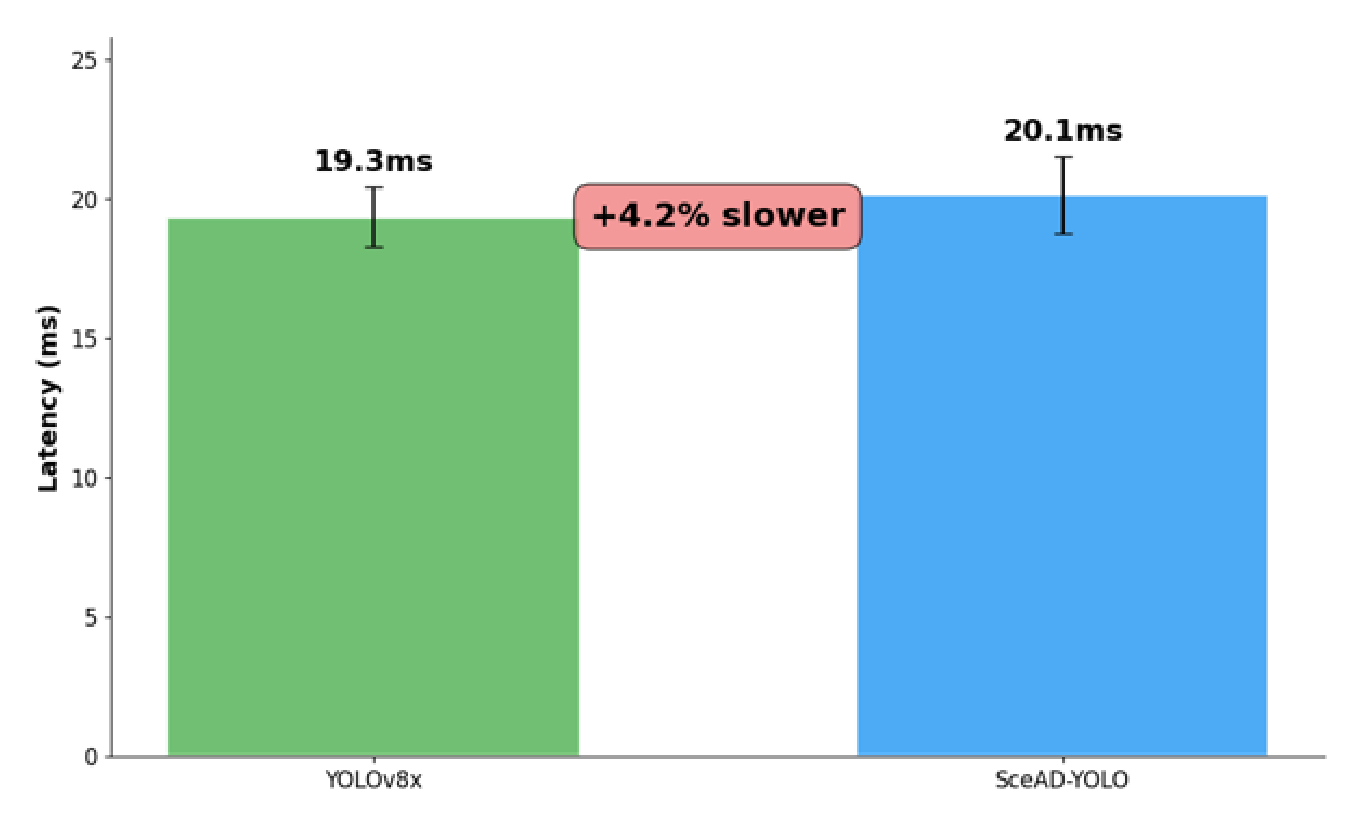 25
20
15
10
5
0
Latency (ms)
19.3ms
+4.2% slower
20.1ms
YOLOv8x
SceAD-YOLO